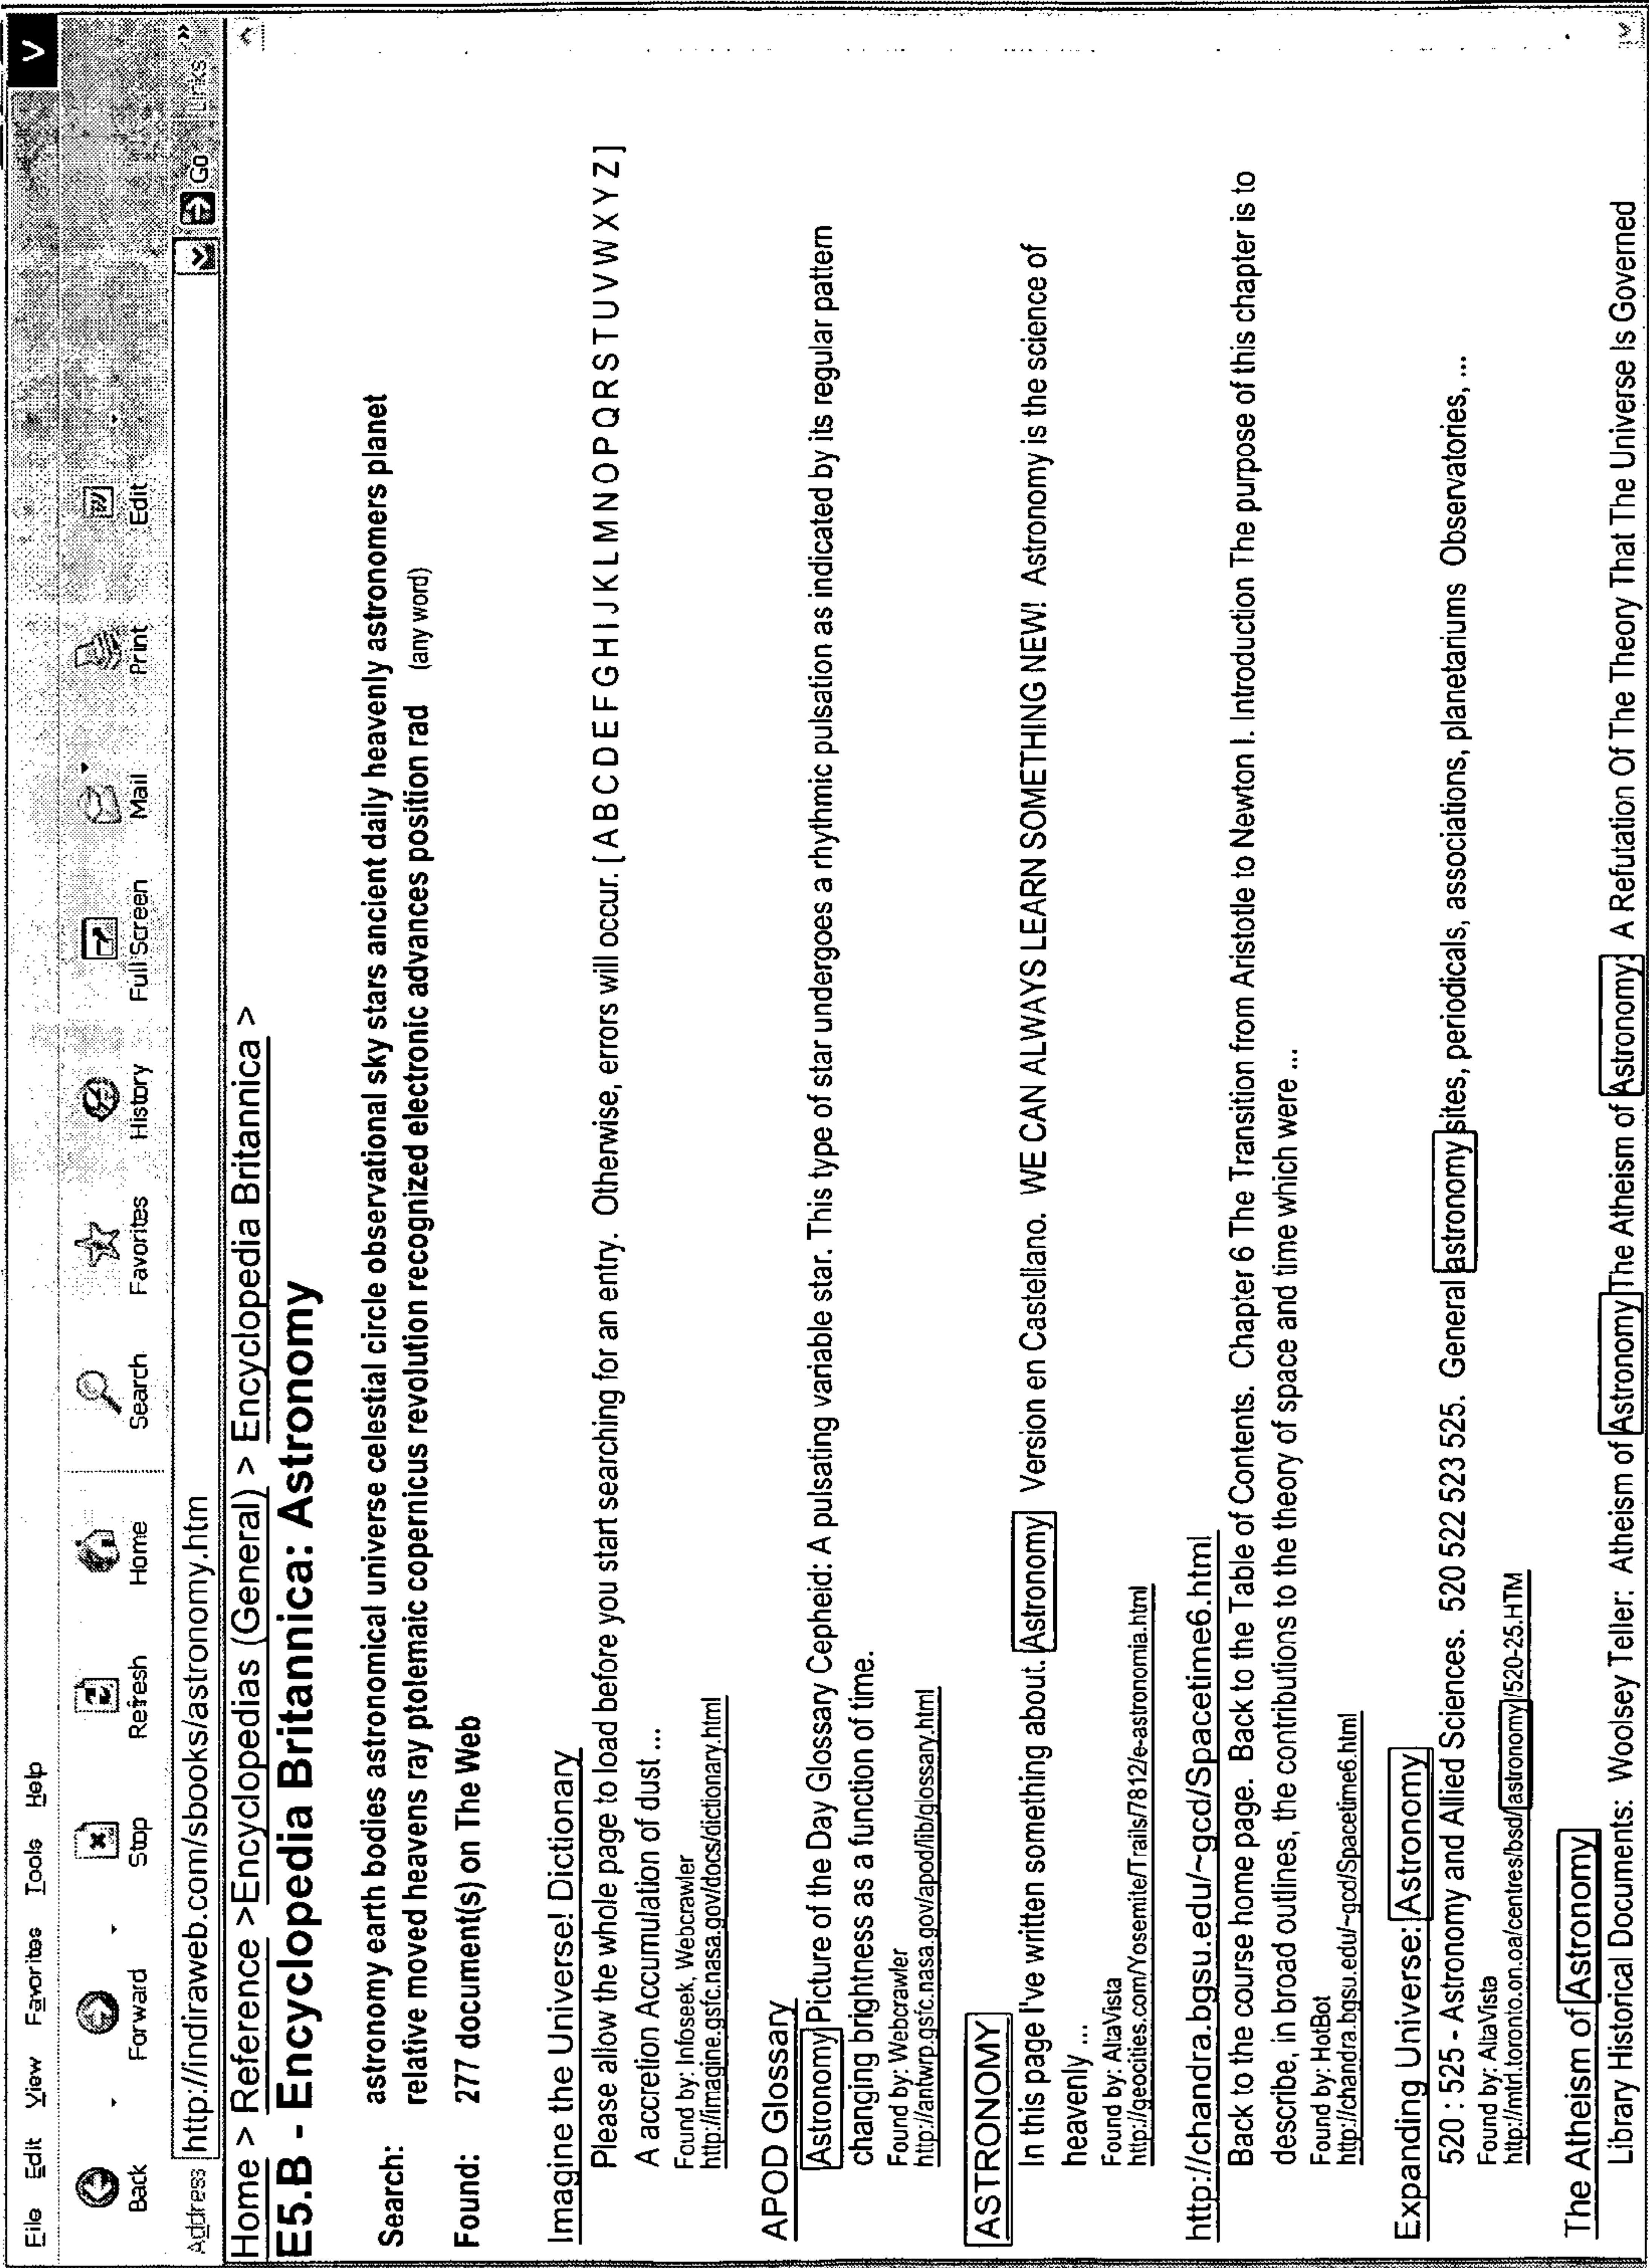 File Edit View Favorites Tools Help
Back Forward Stop Refresh Home Search Favorites History Full Screen Mail Print Edit
Address http://indiraweb.com/sbooks/astronomy.htm Go Links »
Home > Reference >Encyclopedias (General) > Encyclopedia Britannica >
E5.B - Encyclopedia Britannica: Astronomy
Search: astronomy earth bodies astronomical universe celestial circle observational sky stars ancient daily heavenly astronomers planet
relative moved heavens ray ptolemaic copernicus revolution recognized electronic advances position rad (any word)
Found: 277 document(s) on The Web
Imagine the Universe! Dictionary
Please allow the whole page to load before you start searching for an entry. Otherwise, errors will occur. [ A B C D E F G H I J K L M N O P Q R S T U V W X Y Z ]
A accretion Accumulation of dust ...
Found by: Infoseek, Webcrawler
http://imagine.gsfc.nasa.gov/docs/dictionary.html
APOD Glossary
Astronomy Picture of the Day Glossary Cepheid: A pulsating variable star. This type of star undergoes a rhythmic pulsation as indicated by its regular pattern
changing brightness as a function of time.
Found by: Webcrawler
http://antwrp.gsfc.nasa.gov/apod/lib/glossary.html
ASTRONOMY
In this page I've written something about. Astronomy Version en Castellano. WE CAN ALWAYS LEARN SOMETHING NEW! Astronomy is the science of
heavenly ...
Found by: AltaVista
http://geocities.com/Yosemite/Trails/7812/e-astronomia.html
http://chandra.bgsu.edu/~gcd/Spacetime6.html
Back to the course home page. Back to the Table of Contents. Chapter 6 The Transition from Aristotle to Newton I. Introduction The purpose of this chapter is to
describe, in broad outlines, the contributions to the theory of space and time which were ...
Found by: HotBot
http://chandra.bgsu.edu/~gcd/Spacetime6.html
Expanding Universe: Astronomy
520 : 525 - Astronomy and Allied Sciences. 520 522 523 525. General astronomy sites, periodicals, associations, planetariums Observatories, ...
Found by: AltaVista
http://mtrl.toronto.on.oa/centres/bsd/astronomy/520-25.HTM
The Atheism of Astronomy
Library Historical Documents: Woolsey Teller: Atheism of Astronomy The Atheism of Astronomy A Refutation Of The Theory That The Universe Is Governed